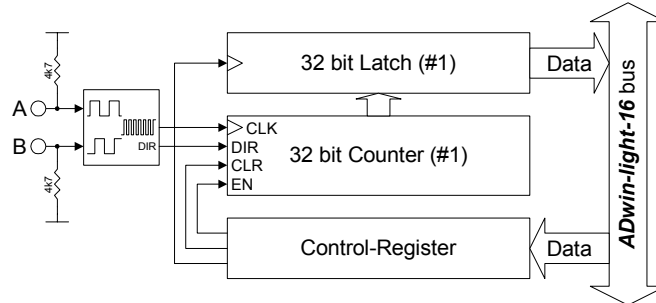 4k7
A
B
4k7
DIR
32 bit Latch (#1)
CLK
DIR
CLR
EN
32 bit Counter (#1)
Control-Register
Data
Data
ADwin-light-16 bus